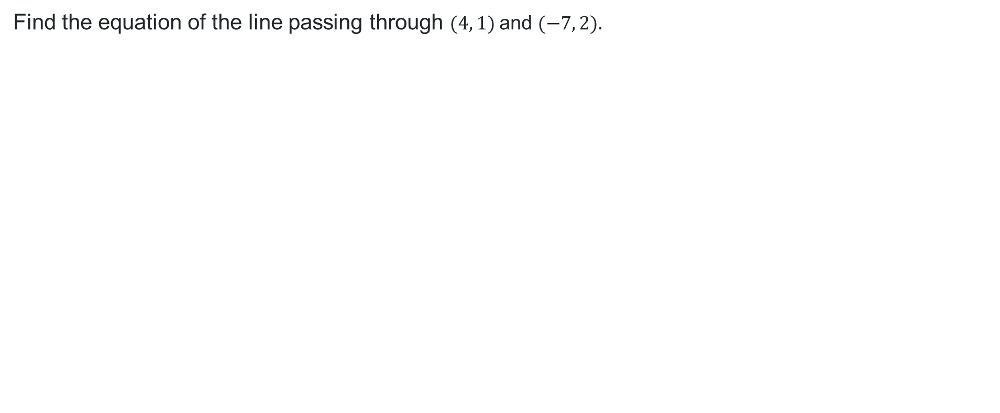 Find the equation of the line passing through (4, 1) and (−7, 2).